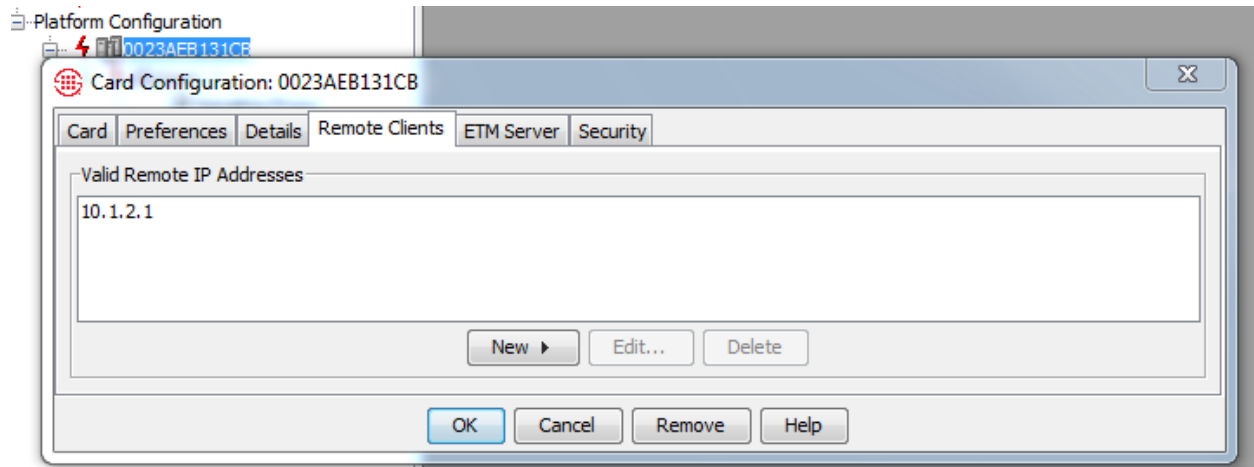 Platform Configuration
0023AEB131CB
Card Configuration: 0023AEB131CB
Card Preferences Details Remote Clients ETM Server Security
Valid Remote IP Addresses
10.1.2.1
New Edit... Delete
OK Cancel Remove Help